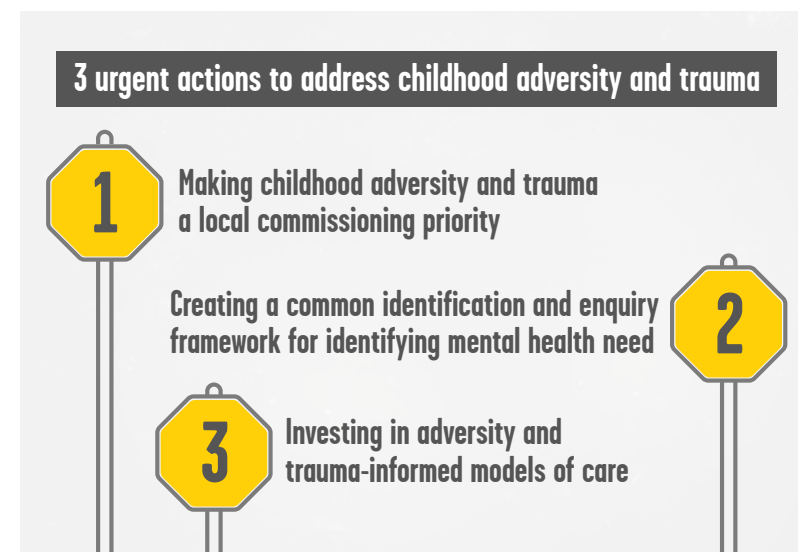 3 urgent actions to address childhood adversity and trauma
1
Making childhood adversity and trauma
a local commissioning priority
Creating a common identification and enquiry
framework for identifying mental health need
2
3
Investing in adversity and
trauma-informed models of care